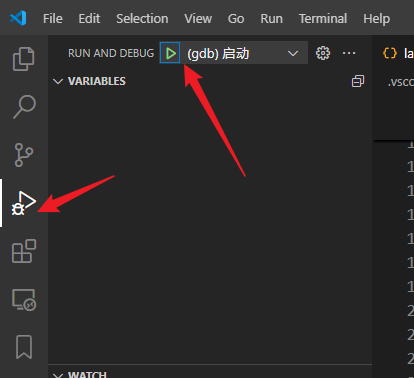 File Edit Selection View Go Run Terminal Help
RUN AND DEBUG (gdb) 启动 ...
la
VARIABLES
.vsco
1
1
1
1
1
1
1
2
2
2
WATCH